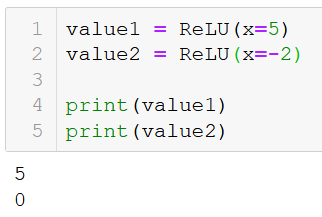 1 value1 = ReLU(x=5)
2 value2 = ReLU(x=-2)
3
4 print(value1)
5 print(value2)
5
0